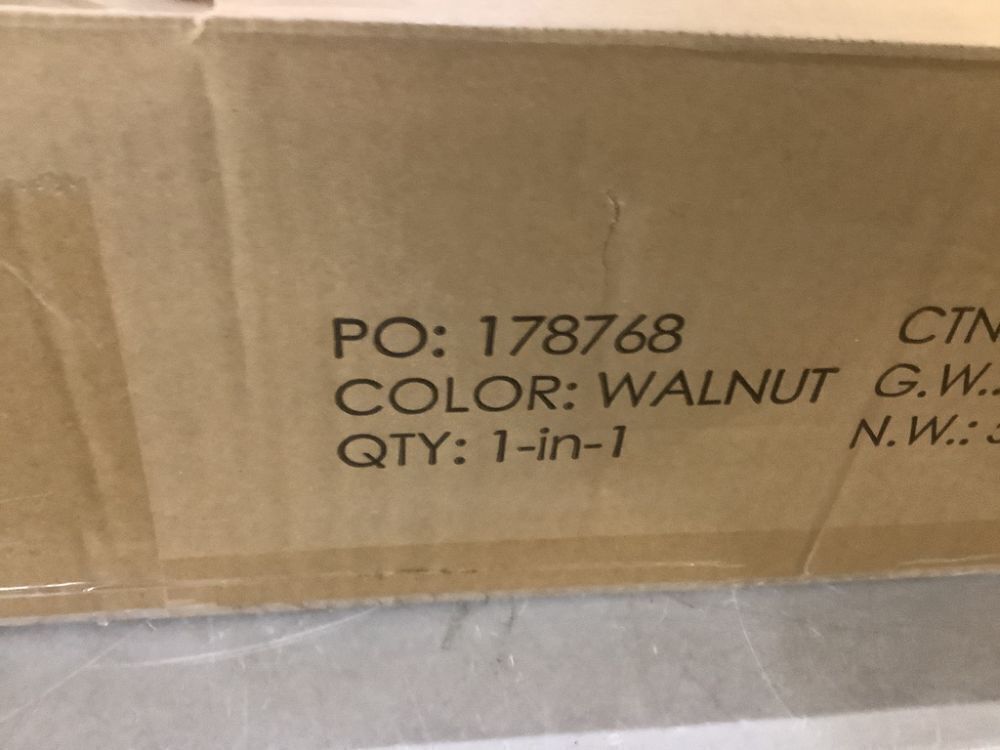 PO: 178768
COLOR: WALNUT
QTY: 1-in-1
CTN
G.W.:
N.W.: